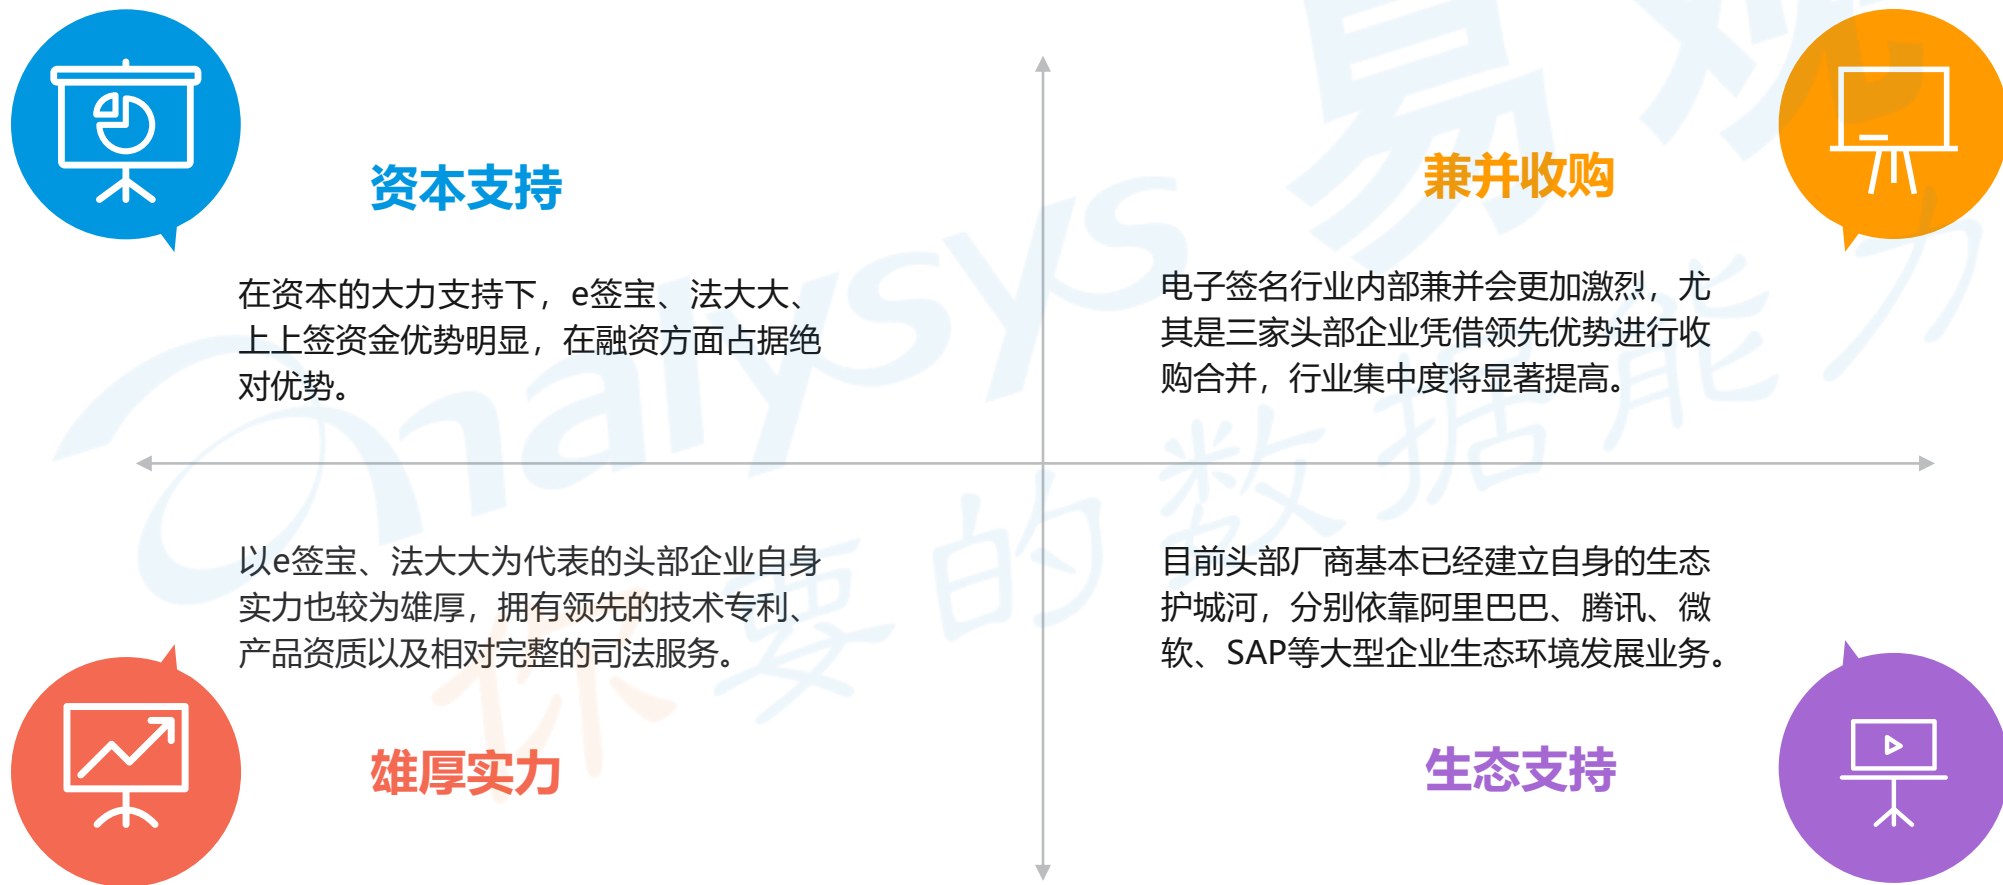 资本支持
在资本的大力支持下，e签宝、法大大、
上上签资金优势明显，在融资方面占据绝
对优势。
兼并收购
电子签名行业内部兼并会更加激烈，尤
其是三家头部企业凭借领先优势进行收
购合并，行业集中度将显著提高。
以e签宝、法大大为代表的头部企业自身
实力也较为雄厚，拥有领先的技术专利、
产品资质以及相对完整的司法服务。
雄厚实力
目前头部厂商基本已经建立自身的生态
护城河，分别依靠阿里巴巴、腾讯、微
软、SAP等大型企业生态环境发展业务。
生态支持
analysys 易观
你要的数据能力